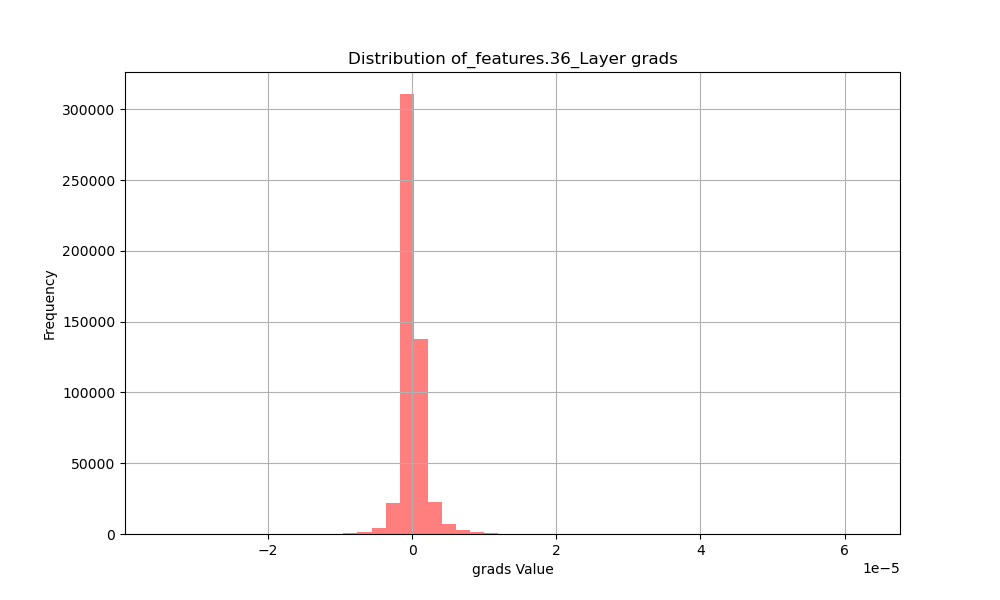 Distribution of_features.36_Layer grads
300000
250000
200000
150000
100000
50000
0
Frequency
−2 0 2 4 6
1e−5
grads Value